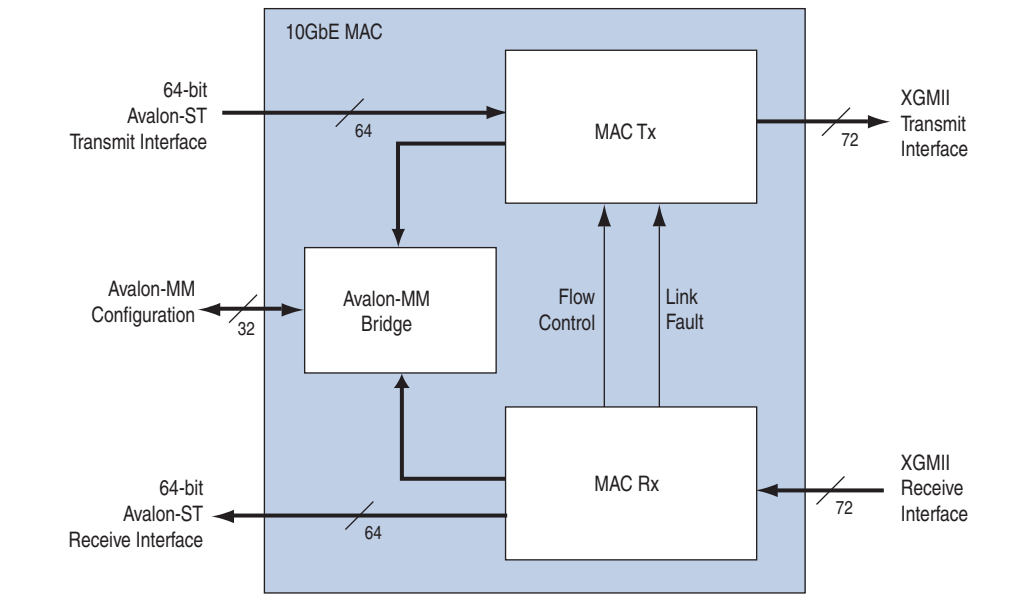 10GbE MAC
64-bit
Avalon-ST
Transmit Interface
64
MAC Tx
72
XGMII
Transmit
Interface
Avalon-MM
Configuration
32
Avalon-MM
Bridge
Flow
Control
Link
Fault
64-bit
Avalon-ST
Receive Interface
64
MAC Rx
72
XGMII
Receive
Interface